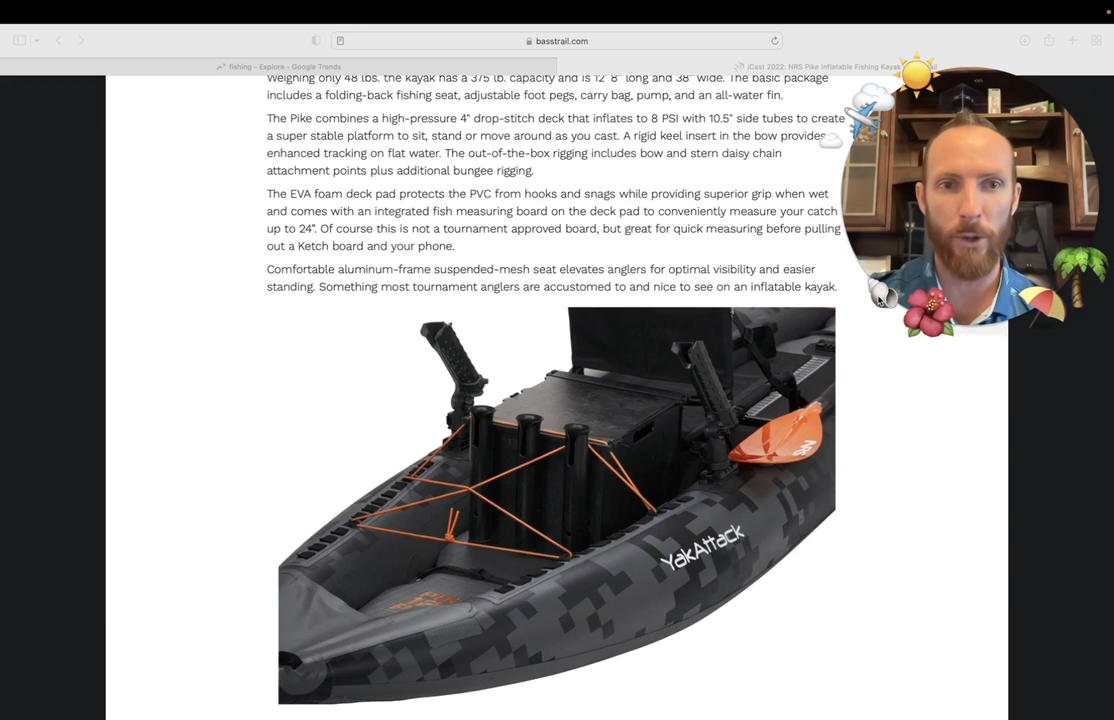 basstrail.com
fishing - Explore - Google Trends
iCast 2022: NRS Pike Inflatable Fishing Kayak
Weighing only 48 lbs. the kayak has a 375 lb. capacity and is 12' 8" long and 38" wide. The basic package
includes a folding-back fishing seat, adjustable foot pegs, carry bag, pump, and an all-water fin.
The Pike combines a high-pressure 4" drop-stitch deck that inflates to 8 PSI with 10.5" side tubes to create
a super stable platform to sit, stand or move around as you cast. A rigid keel insert in the bow provides
enhanced tracking on flat water. The out-of-the-box rigging includes bow and stern daisy chain
attachment points plus additional bungee rigging.
The EVA foam deck pad protects the PVC from hooks and snags while providing superior grip when wet
and comes with an integrated fish measuring board on the deck pad to conveniently measure your catch
up to 24". Of course this is not a tournament approved board, but great for quick measuring before pulling
out a Ketch board and your phone.
Comfortable aluminum-frame suspended-mesh seat elevates anglers for optimal visibility and easier
standing. Something most tournament anglers are accustomed to and nice to see on an inflatable kayak.
YakAttack